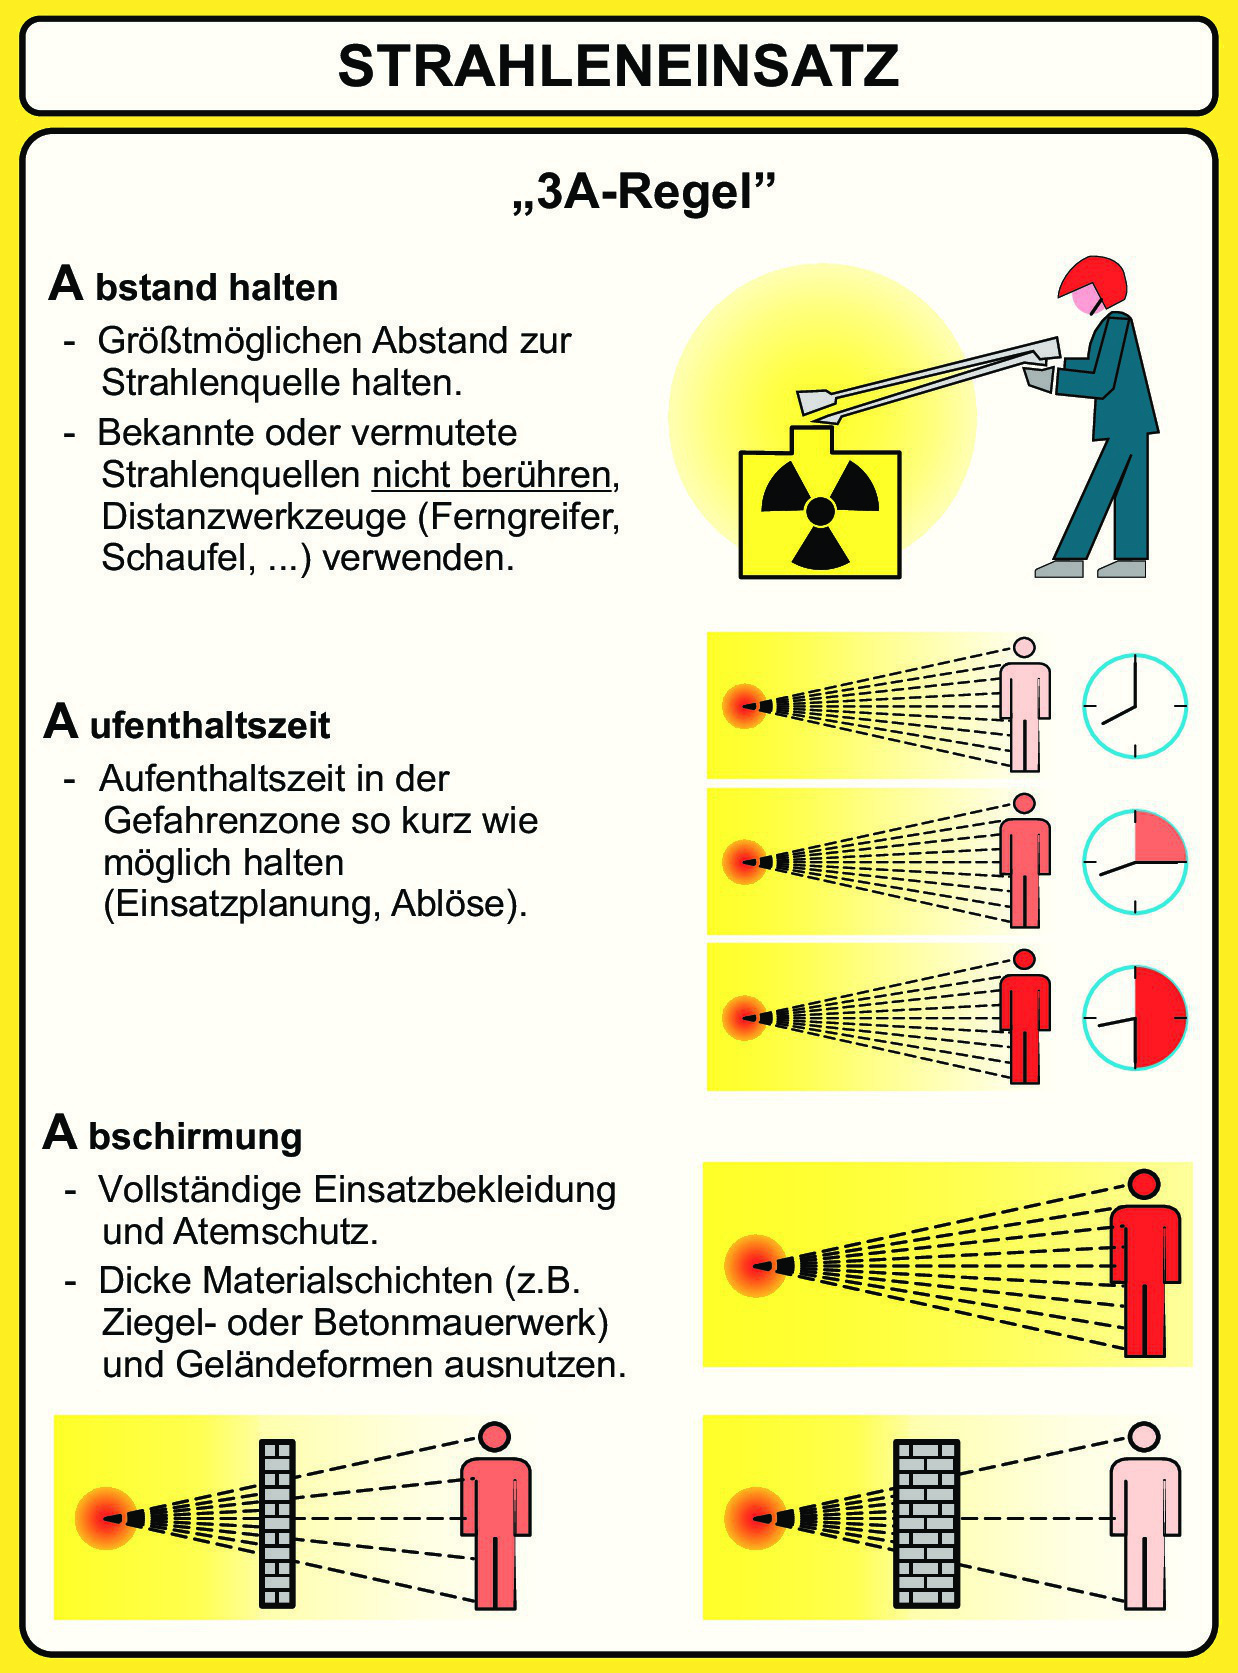 STRAHLENEINSATZ
„3A-Regel”
A bstand halten
- Größtmöglichen Abstand zur
Strahlenquelle halten.
- Bekannte oder vermutete
Strahlenquellen nicht berühren,
Distanzwerkzeuge (Ferngreifer,
Schaufel, ...) verwenden.
A ufenthaltszeit
- Aufenthaltszeit in der
Gefahrenzone so kurz wie
möglich halten
(Einsatzplanung, Ablöse).
A bschirmung
- Vollständige Einsatzbekleidung
und Atemschutz.
- Dicke Materialschichten (z.B.
Ziegel- oder Betonmauerwerk)
und Geländeformen ausnutzen.